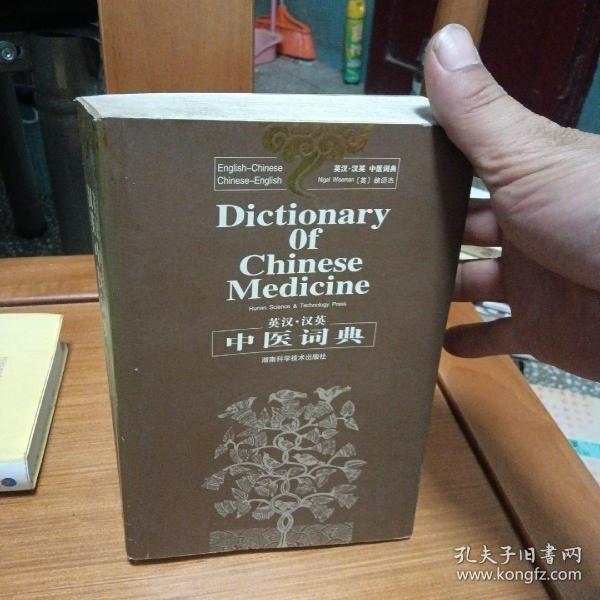 English-Chinese
Chinese-English
英汉·汉英 中医词典
Nigel Wiseman [英]
Dictionary
Of
Chinese
Medicine
Hunan Science & Technology Press
英汉·汉英
中医词典
湖南科学技术出版社
孔夫子旧书网
www.kongfz.com